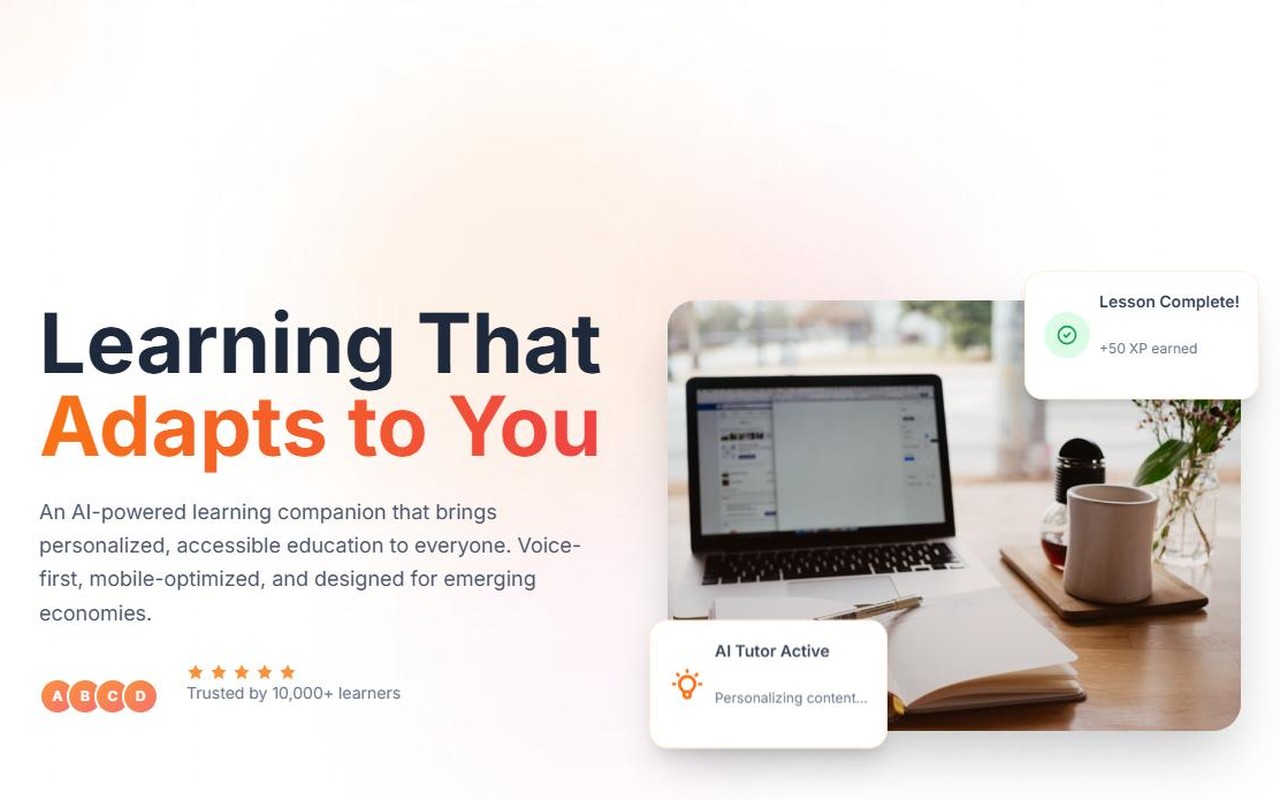 Learning That
Adapts to You
An AI-powered learning companion that brings
personalized, accessible education to everyone. Voice-
first, mobile-optimized, and designed for emerging
economies.
A B C D
Trusted by 10,000+ learners
Lesson Complete!
+50 XP earned
AI Tutor Active
Personalizing content...